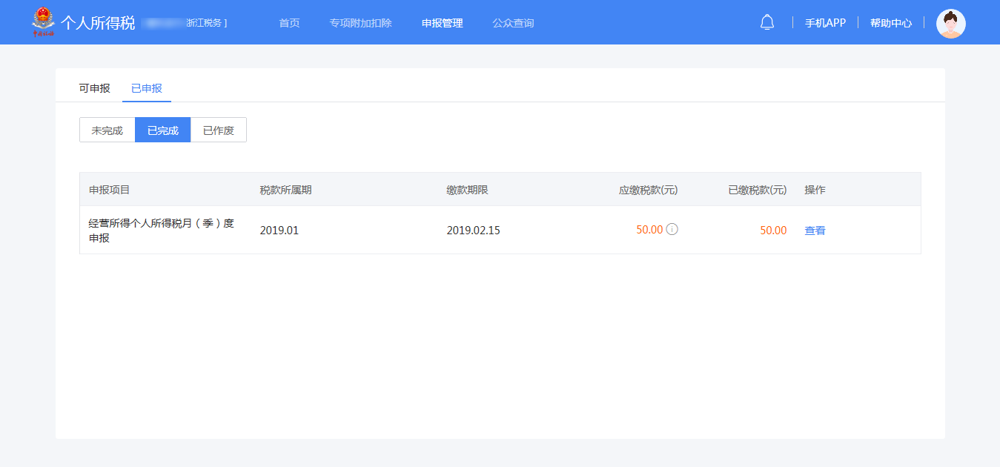 个人所得税 浙江税务 ] 首页 专项附加扣除 申报管理 公众查询 手机APP 帮助中心
可申报 已申报
未完成 已完成 已作废
申报项目 税款所属期 缴款期限 应缴税款(元) 已缴税款(元) 操作
经营所得个人所得税月（季）度
申报 2019.01 2019.02.15 50.00 50.00 查看